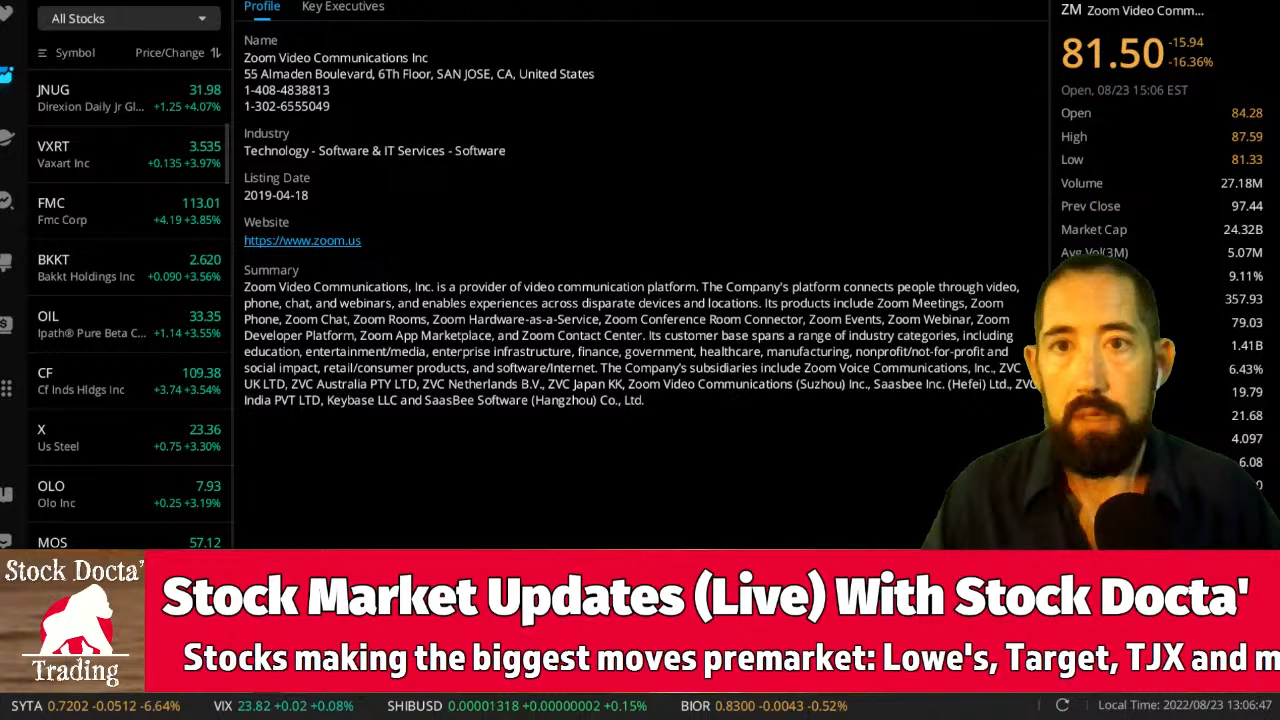 All Stocks
Symbol Price/Change
JNUG 31.98
Direxion Daily Jr Gl... +1.25 +4.07%
VXRT 3.535
Vaxart Inc +0.135 +3.97%
FMC 113.01
Fmc Corp +4.19 +3.85%
BKKT 2.620
Bakkt Holdings Inc +0.090 +3.56%
OIL 33.35
Ipath® Pure Beta C... +1.14 +3.55%
CF 109.38
Cf Inds Hldgs Inc +3.74 +3.54%
X 23.36
Us Steel +0.75 +3.30%
OLO 7.93
Olo Inc +0.25 +3.19%
MOS 57.12
Profile Key Executives
Name
Zoom Video Communications Inc
55 Almaden Boulevard, 6Th Floor, SAN JOSE, CA, United States
1-408-4838813
1-302-6555049
Industry
Technology - Software & IT Services - Software
Listing Date
2019-04-18
Website
https://www.zoom.us
Summary
Zoom Video Communications, Inc. is a provider of video communication platform. The Company's platform connects people through video,
phone, chat, and webinars, and enables experiences across disparate devices and locations. Its products include Zoom Meetings, Zoom
Phone, Zoom Chat, Zoom Rooms, Zoom Hardware-as-a-Service, Zoom Conference Room Connector, Zoom Events, Zoom Webinar, Zoom
Developer Platform, Zoom App Marketplace, and Zoom Contact Center. Its customer base spans a range of industry categories, including
education, entertainment/media, enterprise infrastructure, finance, government, healthcare, manufacturing, nonprofit/not-for-profit and
social impact, retail/consumer products, and software/Internet. The Company's subsidiaries include Zoom Voice Communications, Inc., ZVC
UK LTD, ZVC Australia PTY LTD, ZVC Netherlands B.V., ZVC Japan KK, Zoom Video Communications (Suzhou) Inc., Saasbee Inc. (Hefei) Ltd., ZVC
India PVT LTD, Keybase LLC and SaasBee Software (Hangzhou) Co., Ltd.
ZM Zoom Video Comm...
81.50 -15.94
-16.36%
Open, 08/23 15:06 EST
Open 84.28
High 87.59
Low 81.33
Volume 27.18M
Prev Close 97.44
Market Cap 24.32B
Avg Vol(3M) 5.07M
9.11%
357.93
79.03
1.41B
6.43%
19.79
21.68
4.097
6.08
Stock Docta'
Trading
Stock Market Updates (Live) With Stock Docta'
Stocks making the biggest moves premarket: Lowe's, Target, TJX and m
SYTA 0.7202 -0.0512 -6.64% VIX 23.82 +0.02 +0.08% SHIBUSD 0.00001318 +0.00000002 +0.15% BIOR 0.8300 -0.0043 -0.52% Local Time: 2022/08/23 13:06:47